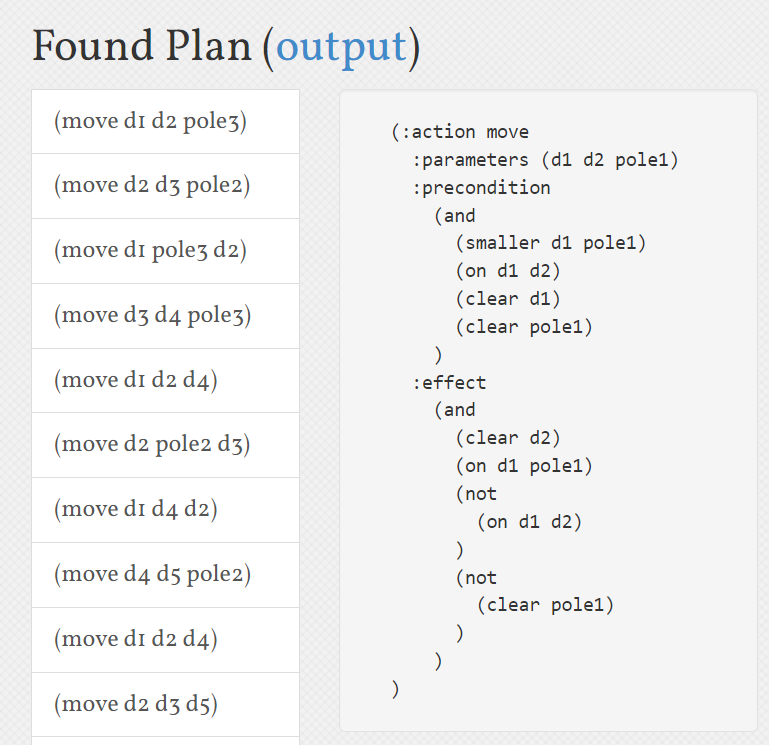 Found Plan (output)
(move d1 d2 pole3)
(move d2 d3 pole2)
(move d1 pole3 d2)
(move d3 d4 pole3)
(move d1 d2 d4)
(move d2 pole2 d3)
(move d1 d4 d2)
(move d4 d5 pole2)
(move d1 d2 d4)
(move d2 d3 d5)
(:action move
  :parameters (d1 d2 pole1)
  :precondition
    (and
      (smaller d1 pole1)
      (on d1 d2)
      (clear d1)
      (clear pole1)
    )
  :effect
    (and
      (clear d2)
      (on d1 pole1)
      (not
        (on d1 d2)
      )
      (not
        (clear pole1)
      )
    )
)